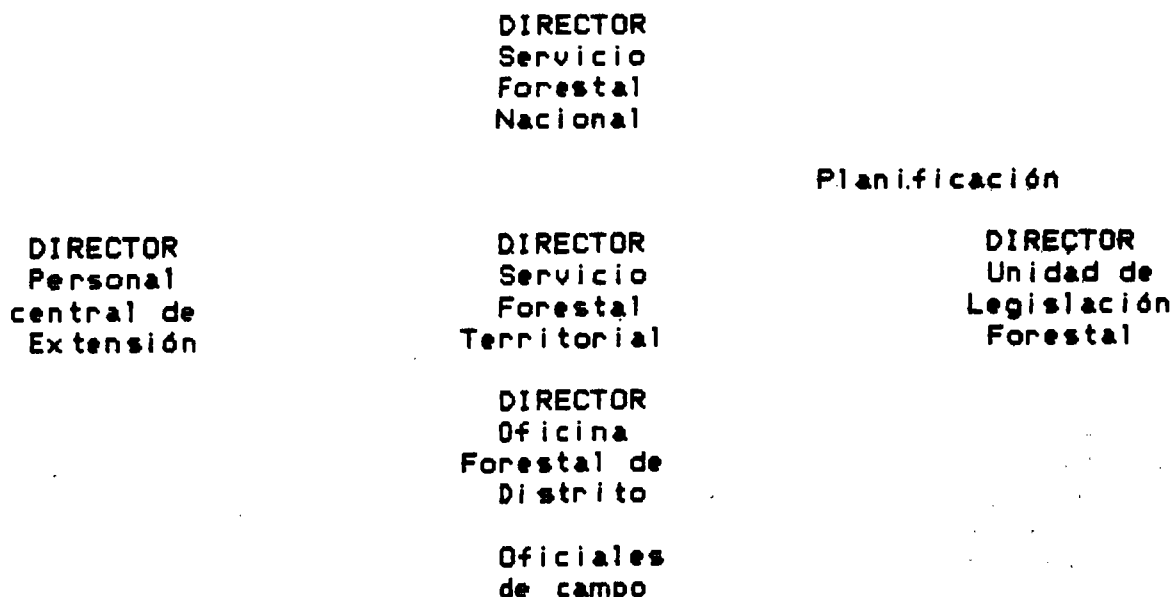 DIRECTOR
Servicio
Forestal
Nacional
Planificación
DIRECTOR
Personal
central de
Extensión
DIRECTOR
Servicio
Forestal
Territorial
DIRECTOR
Unidad de
Legislación
Forestal
DIRECTOR
Oficina
Forestal de
Distrito
Oficiales
de campo